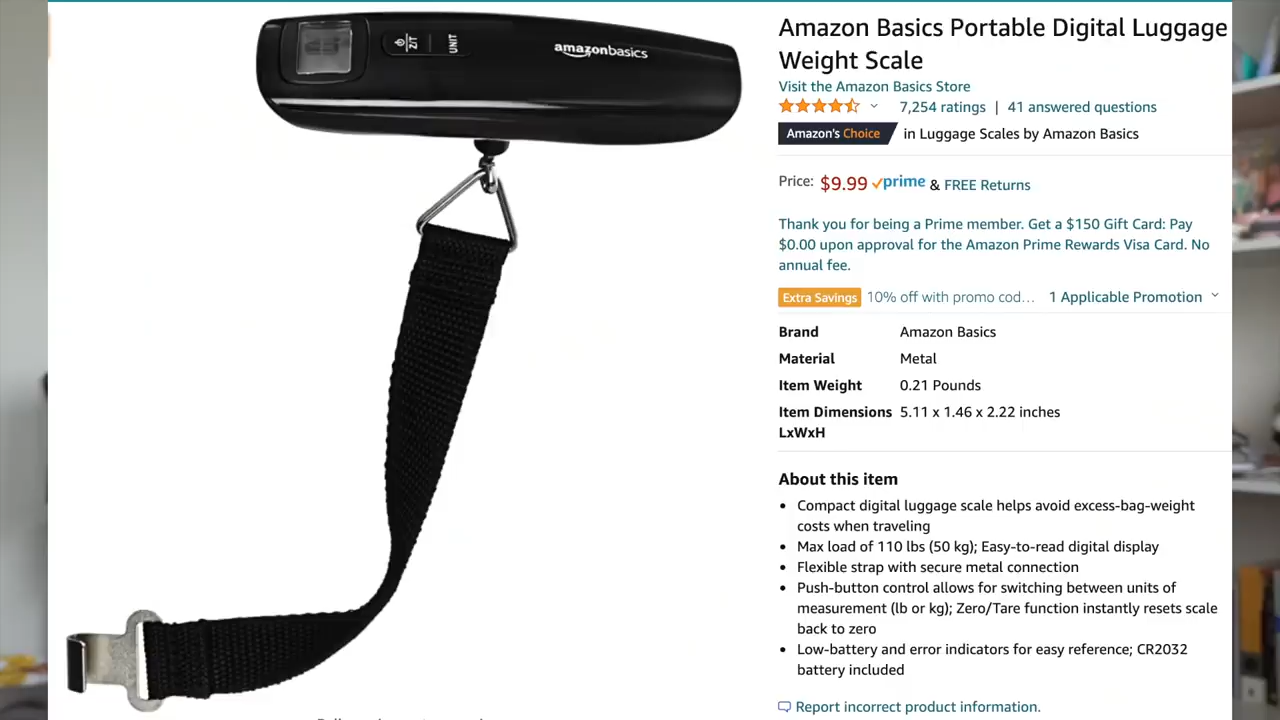 Z/T
UNIT
amazonbasics
Amazon Basics Portable Digital Luggage
Weight Scale
Visit the Amazon Basics Store
7,254 ratings | 41 answered questions
Amazon's Choice in Luggage Scales by Amazon Basics
Price: $9.99 prime & FREE Returns
Thank you for being a Prime member. Get a $150 Gift Card: Pay
$0.00 upon approval for the Amazon Prime Rewards Visa Card. No
annual fee.
Extra Savings 10% off with promo cod… 1 Applicable Promotion
Brand Amazon Basics
Material Metal
Item Weight 0.21 Pounds
Item Dimensions 5.11 x 1.46 x 2.22 inches
LxWxH
About this item
• Compact digital luggage scale helps avoid excess-bag-weight
costs when traveling
• Max load of 110 lbs (50 kg); Easy-to-read digital display
• Flexible strap with secure metal connection
• Push-button control allows for switching between units of
measurement (lb or kg); Zero/Tare function instantly resets scale
back to zero
• Low-battery and error indicators for easy reference; CR2032
battery included
Report incorrect product information.